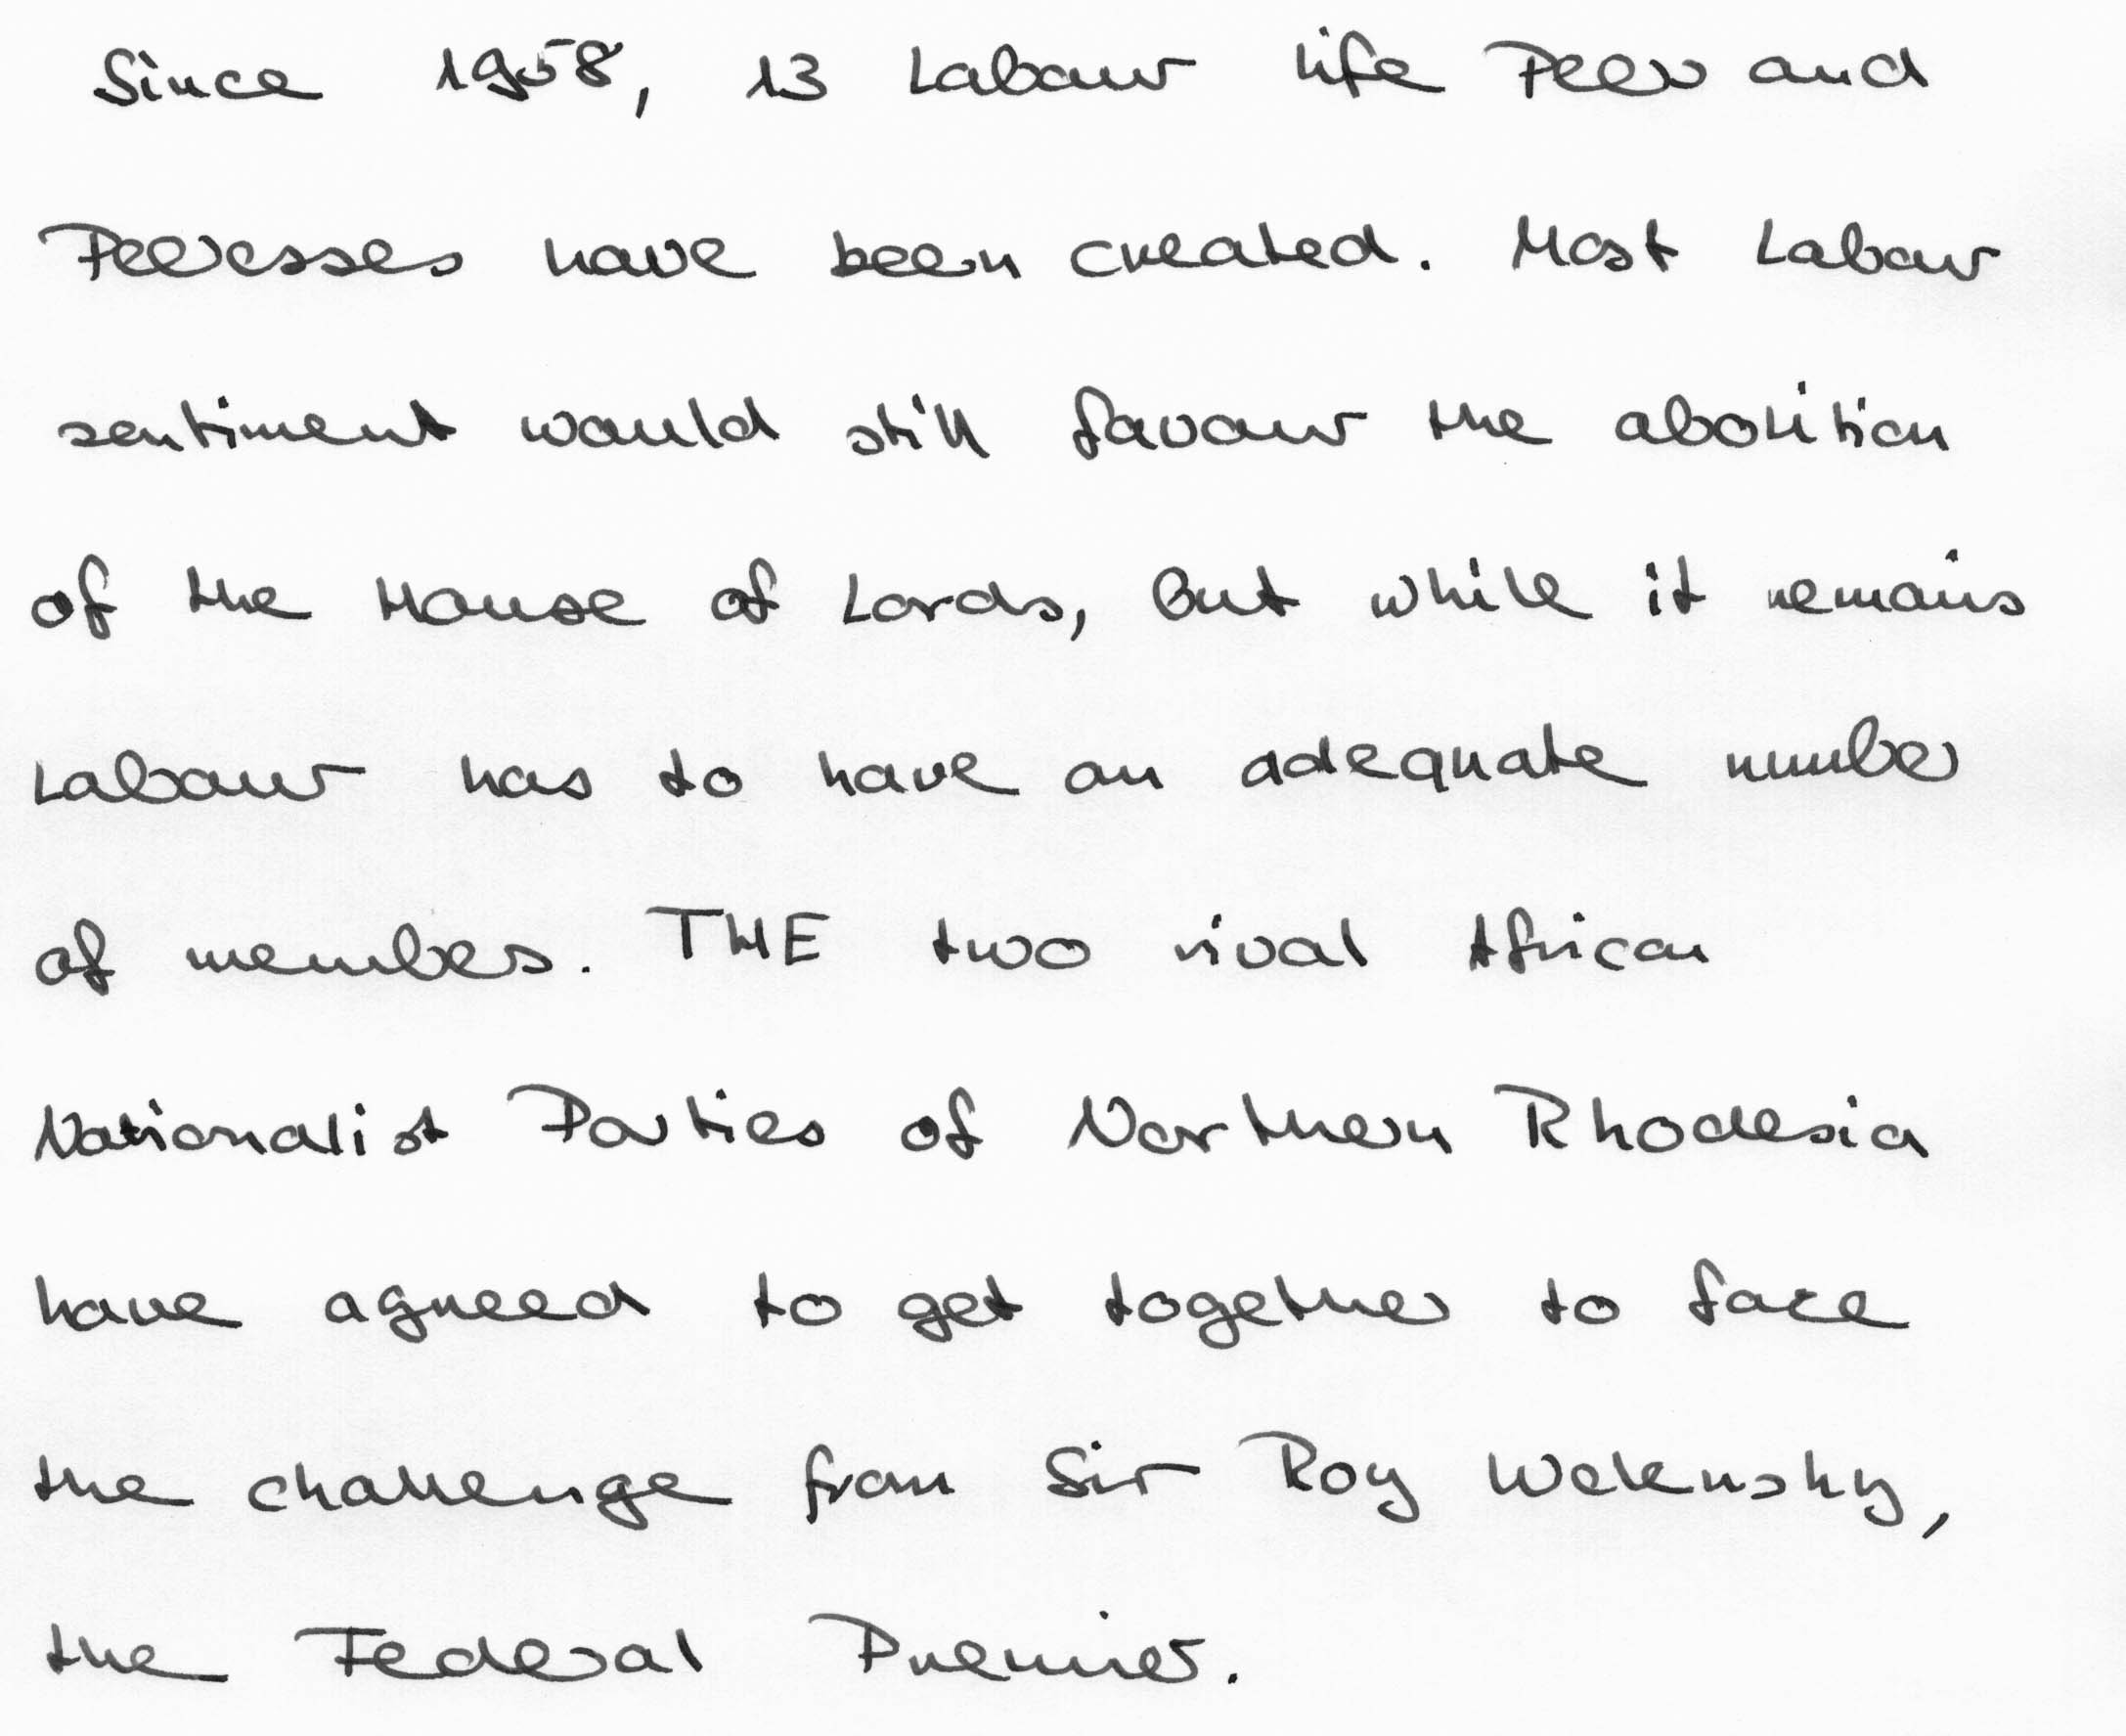 Since 1958, 13 Labour life Peers and
Peeresses have been created. Most Labour
sentiment would still favour the abolition
of the House of Lords, but while it remains
Labour has to have an adequate number
of members. THE two rival African
Nationalist Parties of Northern Rhodesia
have agreed to get together to face
the challenge from Sir Roy Welensky,
the Federal Premier.